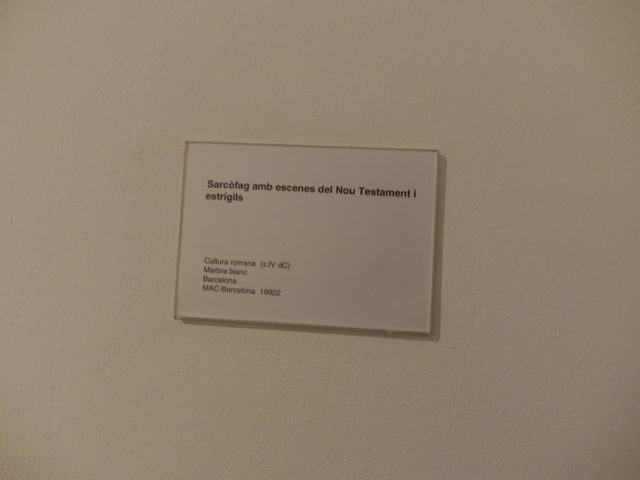 Sarcòfag amb escenes del Nou Testament i
estrígils
Cultura romana (s.IV dC)
Marbre blanc
Barcelona
MAC-Barcelona 19922